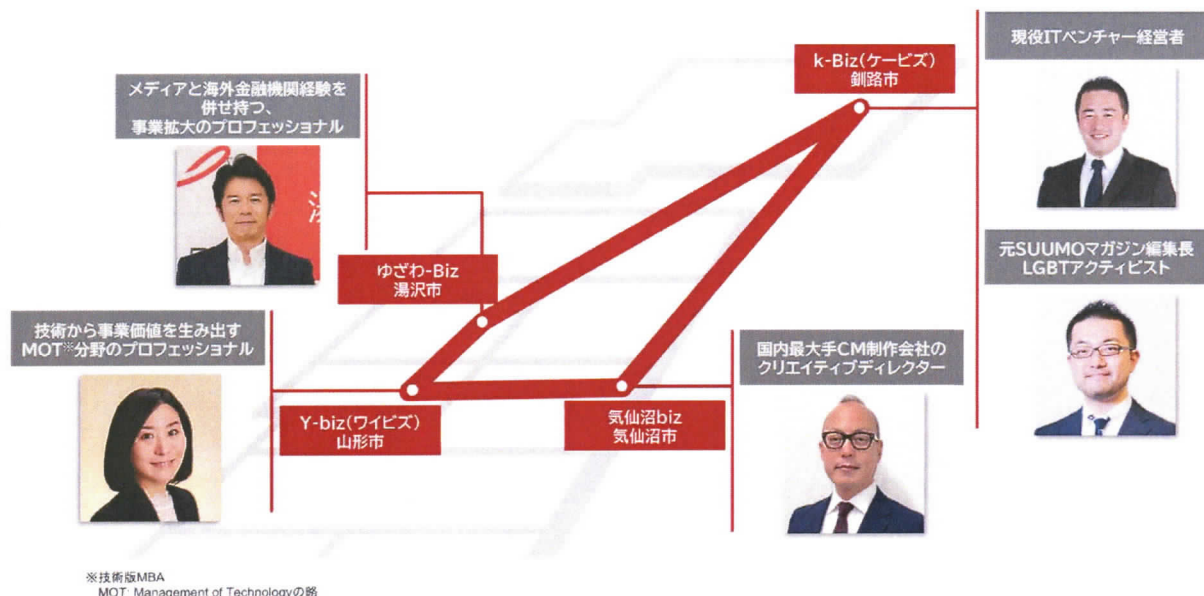 k-Biz(ケービズ)
釧路市
現役ITベンチャー経営者
メディアと海外金融機関経験を
併せ持つ、
事業拡大のプロフェッショナル
元SUUMOマガジン編集長
LGBTアクティビスト
ゆざわ-Biz
湯沢市
技術から事業価値を生み出す
MOT※分野のプロフェッショナル
国内最大手CM制作会社の
クリエイティブディレクター
Y-biz(ワイビズ)
山形市
気仙沼biz
気仙沼市
※技術版MBA
MOT: Management of Technologyの略